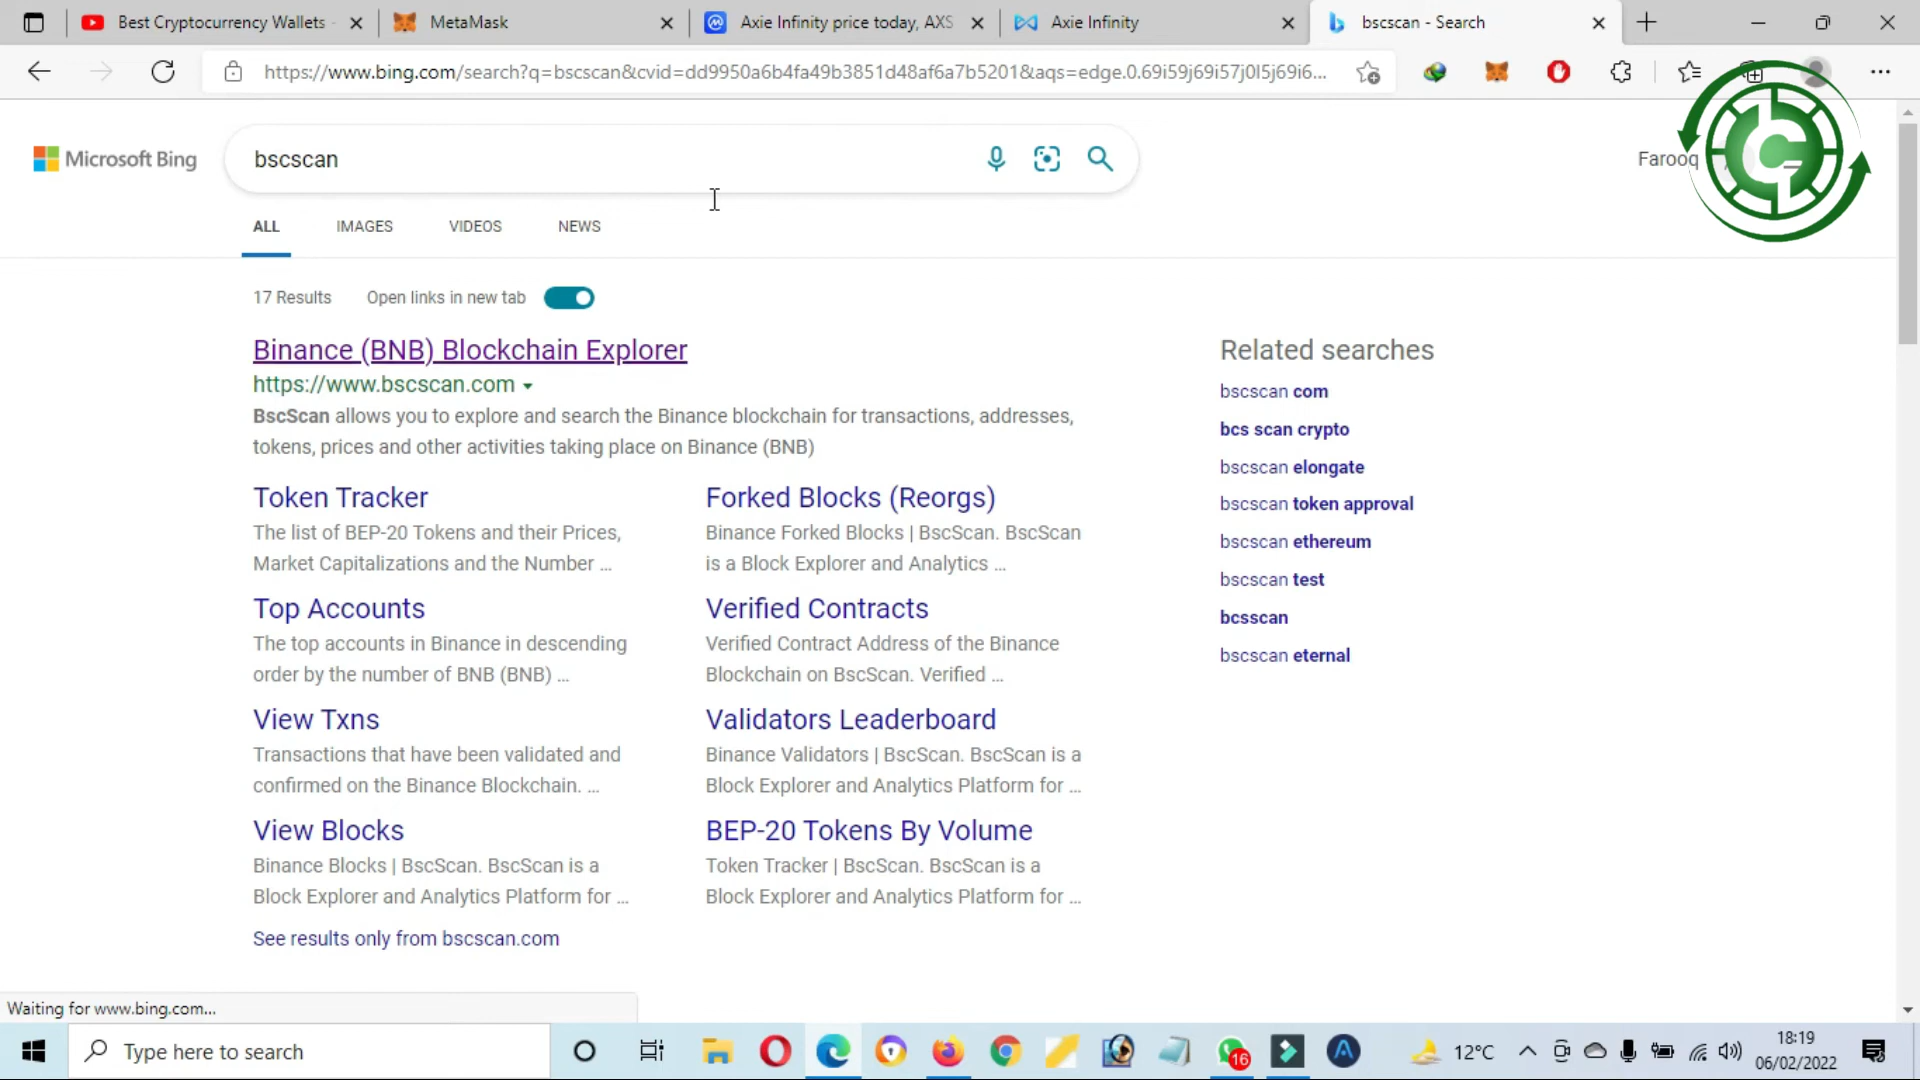 Best Cryptocurrency Wallets
MetaMask
Axie Infinity price today, AXS
Axie Infinity
bscscan - Search
https://www.bing.com/search?q=bscscan&cvid=dd9950a6b4fa49b3851d48af6a7b5201&aqs=edge.0.69i59j69i57j0l5j69i6...
Microsoft Bing
bscscan
Farooq
ALL
IMAGES
VIDEOS
NEWS
17 Results
Open links in new tab
Binance (BNB) Blockchain Explorer
https://www.bscscan.com
BscScan allows you to explore and search the Binance blockchain for transactions, addresses,
tokens, prices and other activities taking place on Binance (BNB)
Token Tracker
The list of BEP-20 Tokens and their Prices,
Market Capitalizations and the Number ...
Forked Blocks (Reorgs)
Binance Forked Blocks | BscScan. BscScan
is a Block Explorer and Analytics ...
Top Accounts
The top accounts in Binance in descending
order by the number of BNB (BNB) ...
Verified Contracts
Verified Contract Address of the Binance
Blockchain on BscScan. Verified ...
View Txns
Transactions that have been validated and
confirmed on the Binance Blockchain. ...
Validators Leaderboard
Binance Validators | BscScan. BscScan is a
Block Explorer and Analytics Platform for ...
View Blocks
Binance Blocks | BscScan. BscScan is a
Block Explorer and Analytics Platform for ...
BEP-20 Tokens By Volume
Token Tracker | BscScan. BscScan is a
Block Explorer and Analytics Platform for ...
See results only from bscscan.com
Related searches
bscscan com
bcs scan crypto
bscscan elongate
bscscan token approval
bscscan ethereum
bscscan test
bcsscan
bscscan eternal
Waiting for www.bing.com...
Type here to search
16
12°C
18:19
06/02/2022